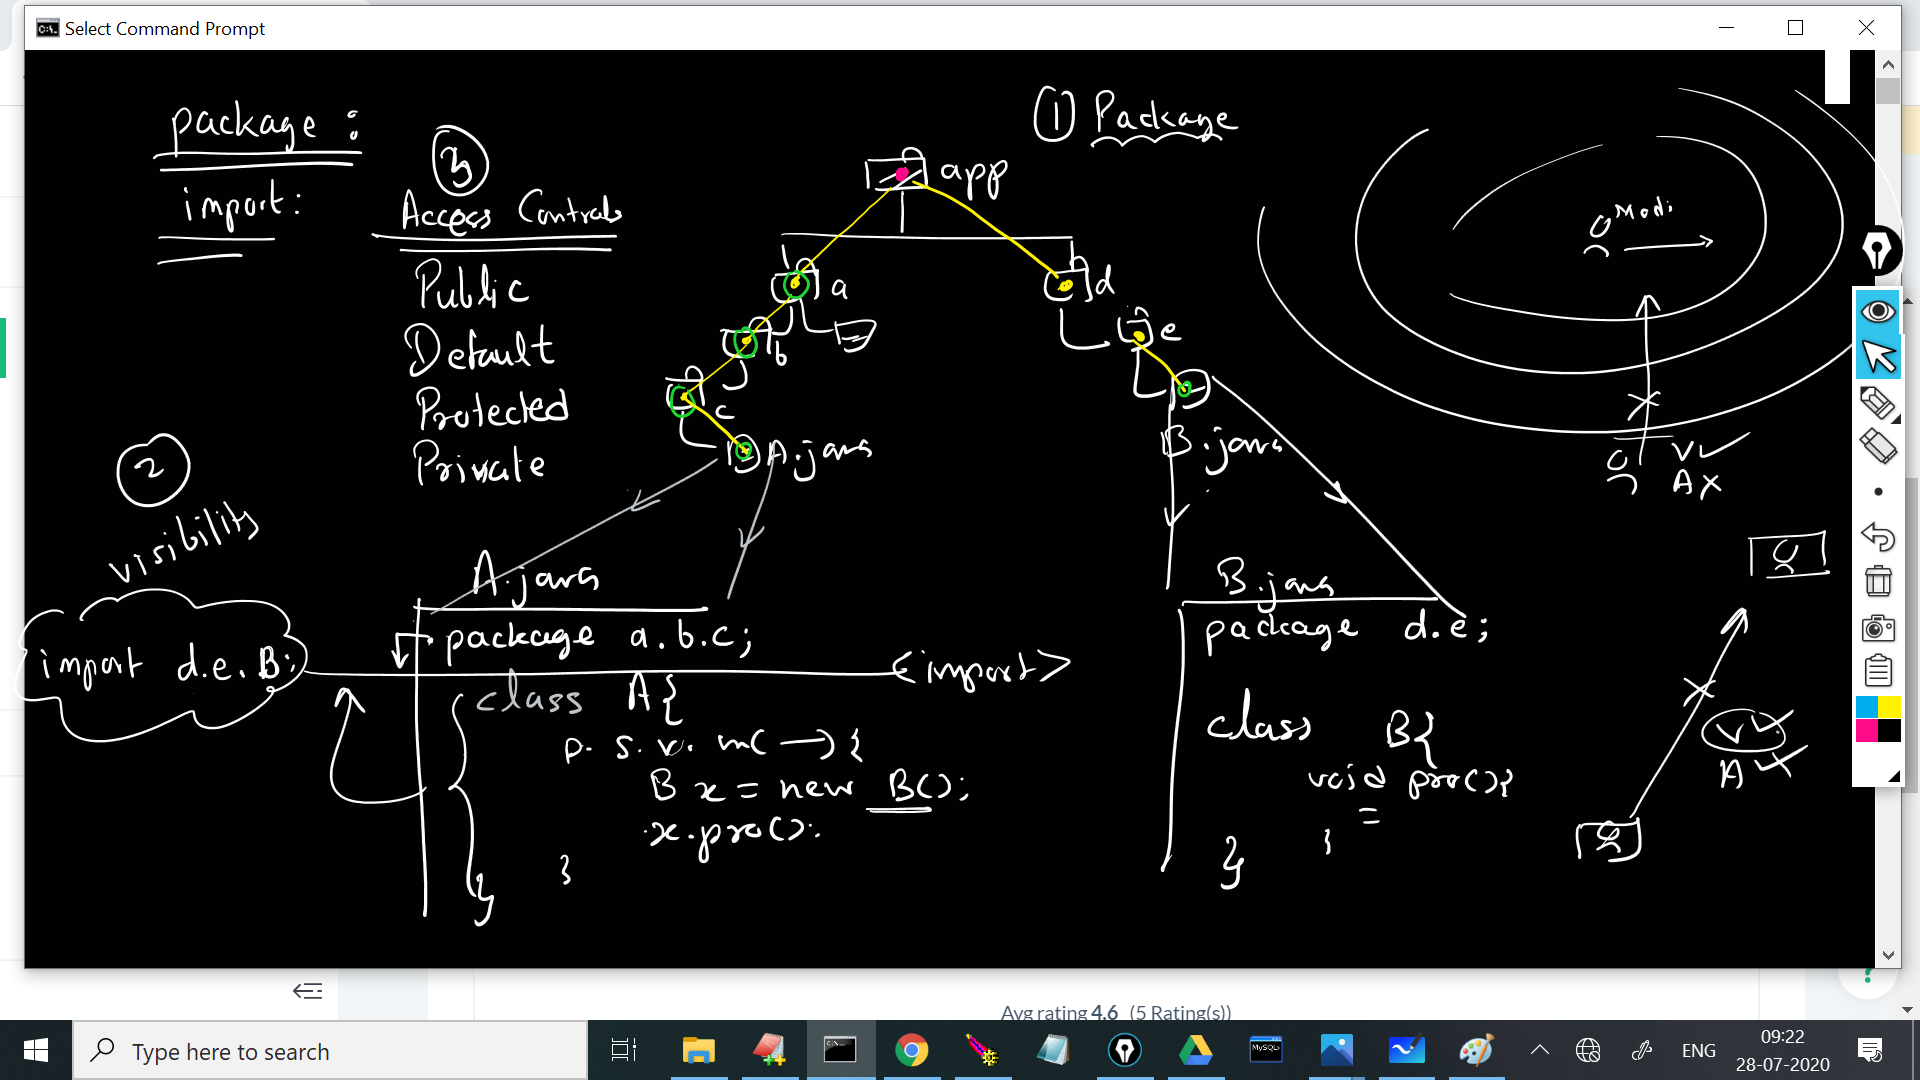 Select Command Prompt
package :
import :
3
Access Controls
Public
Default
Protected
Private
2
visibility
import d.e.B;
1 Package
app
a
b
c
A.java
d
e
B.java
Modi
V✓
A x
A.java
package a.b.c;
<import>
class A{
p. s. v. m( — ) {
B x = new B();
x.pro();
}
}
B.java
package d.e;
class B{
void pro(){
=
}
}
V✓
A✓
Avg rating 4.6 (5 Rating(s))
Type here to search
MySQL
ENG
09:22
28-07-2020